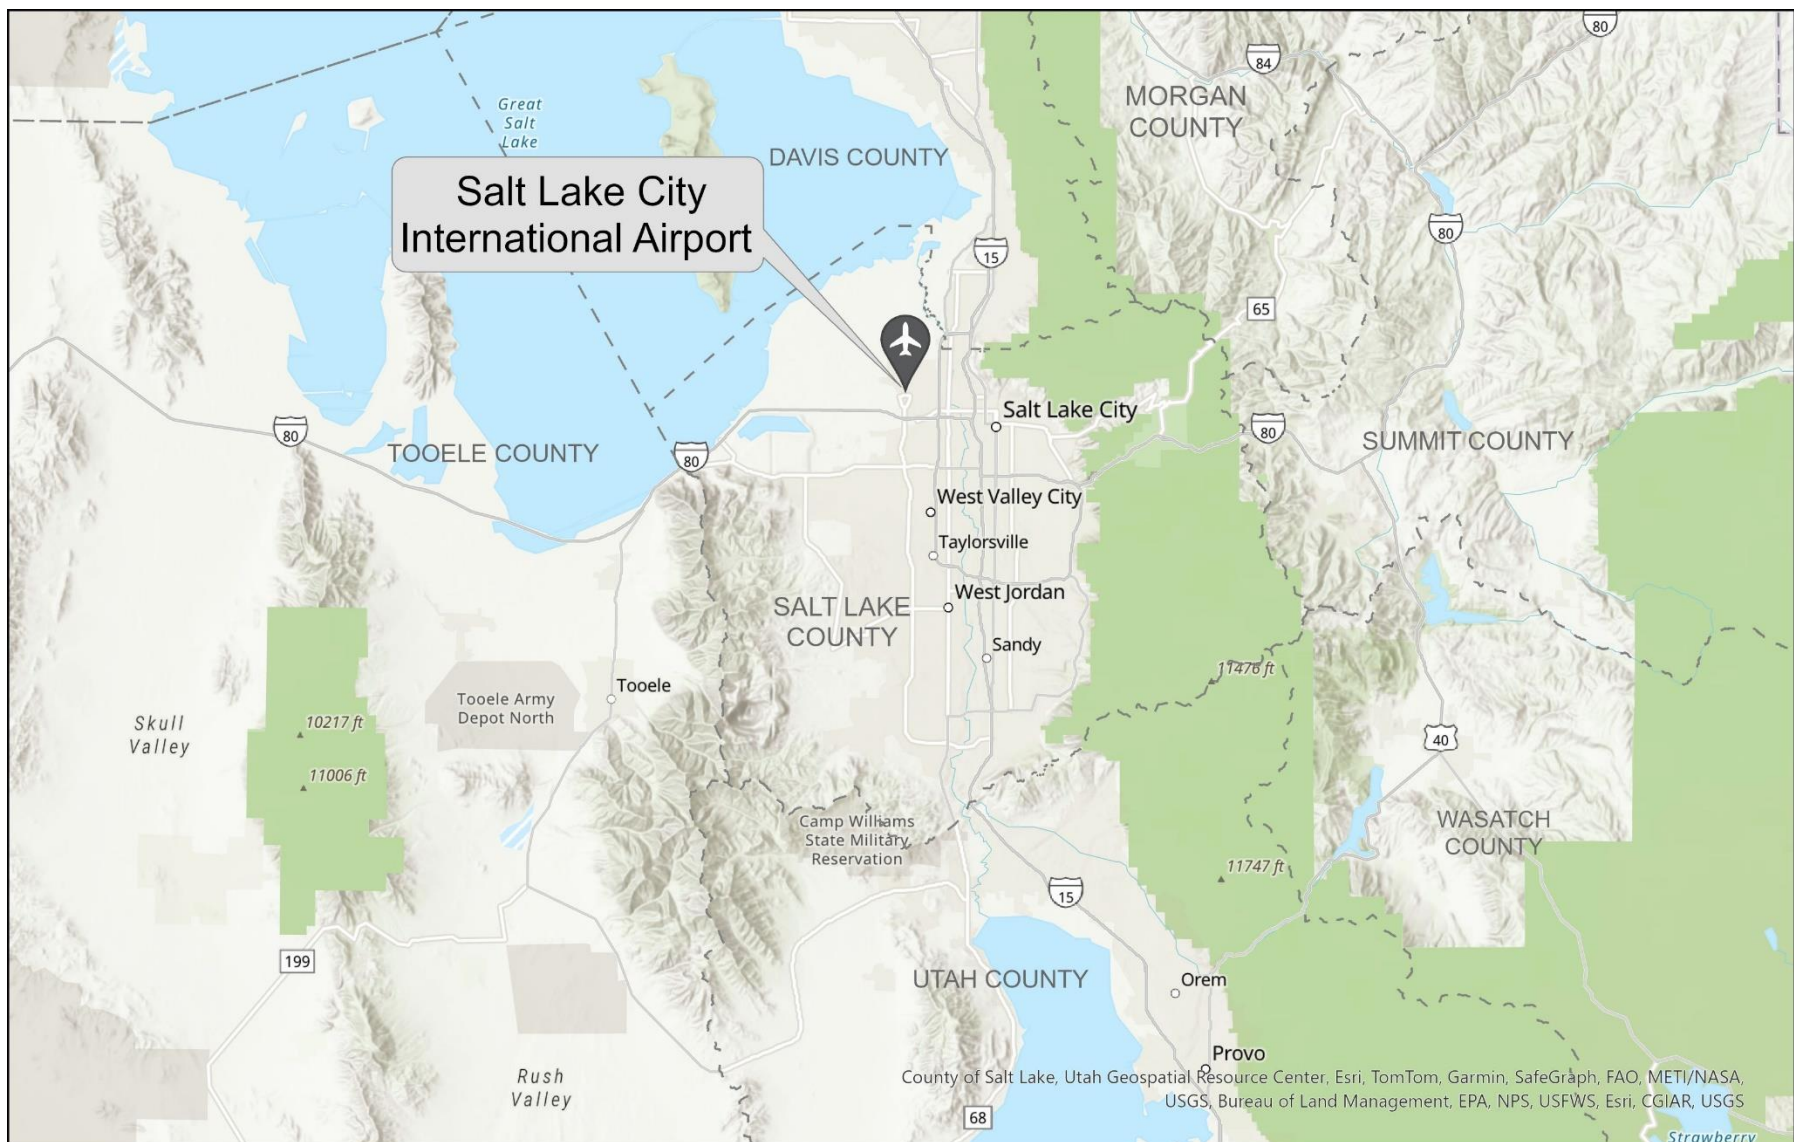 80
84
MORGAN
COUNTY
Great
Salt
Lake
DAVIS COUNTY
Salt Lake City
International Airport
80
15
65
Salt Lake City
80
80
80
TOOELE COUNTY
SUMMIT COUNTY
West Valley City
Taylorsville
West Jordan
SALT LAKE
COUNTY
Sandy
11476 ft
Tooele
Tooele Army
Depot North
Skull
Valley
10217 ft
11006 ft
40
Camp Williams
State Military
Reservation
WASATCH
COUNTY
11747 ft
15
199
UTAH COUNTY
Orem
Provo
Rush
Valley
68
County of Salt Lake, Utah Geospatial Resource Center, Esri, TomTom, Garmin, SafeGraph, FAO, METI/NASA,
USGS, Bureau of Land Management, EPA, NPS, USFWS, Esri, CGIAR, USGS
Strawberry